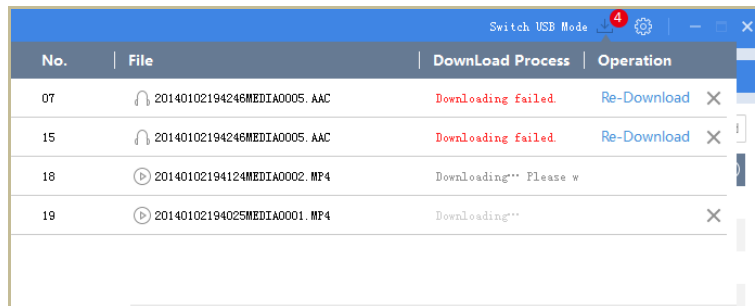 Switch USB Mode 4
No. File DownLoad Process Operation
07 20140102194246MEDIA0005.AAC Downloading failed. Re-Download
15 20140102194246MEDIA0005.AAC Downloading failed. Re-Download
18 20140102194124MEDIA0002.MP4 Downloading… Please w
19 20140102194025MEDIA0001.MP4 Downloading…